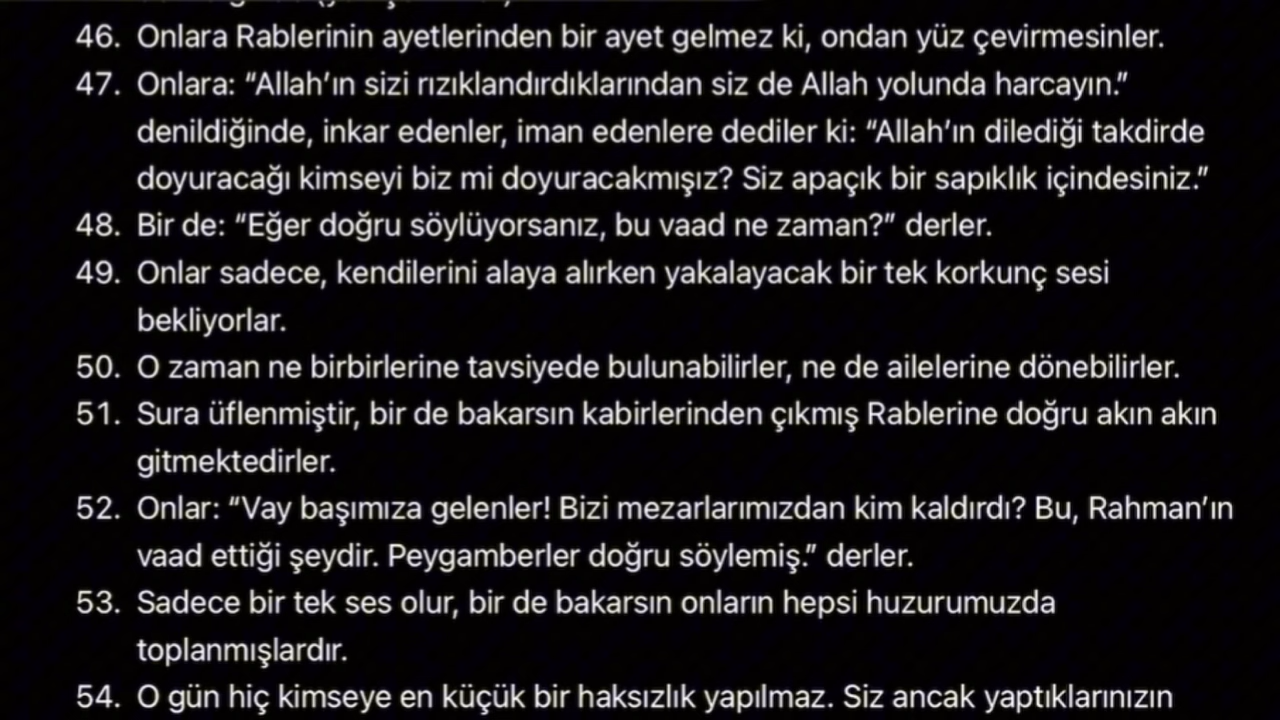 46. Onlara Rablerinin ayetlerinden bir ayet gelmez ki, ondan yüz çevirmesinler.
47. Onlara: “Allah’ın sizi rızıklandırdıklarından siz de Allah yolunda harcayın.”
denildiğinde, inkar edenler, iman edenlere dediler ki: “Allah’ın dilediği takdirde
doyuracağı kimseyi biz mi doyuracakmışız? Siz apaçık bir sapıklık içindesiniz.”
48. Bir de: “Eğer doğru söylüyorsanız, bu vaad ne zaman?” derler.
49. Onlar sadece, kendilerini alaya alırken yakalayacak bir tek korkunç sesi
bekliyorlar.
50. O zaman ne birbirlerine tavsiyede bulunabilirler, ne de ailelerine dönebilirler.
51. Sura üflenmiştir, bir de bakarsın kabirlerinden çıkmış Rablerine doğru akın akın
gitmektedirler.
52. Onlar: “Vay başımıza gelenler! Bizi mezarlarımızdan kim kaldırdı? Bu, Rahman’ın
vaad ettiği şeydir. Peygamberler doğru söylemiş.” derler.
53. Sadece bir tek ses olur, bir de bakarsın onların hepsi huzurumuzda
toplanmışlardır.
54. O gün hiç kimseye en küçük bir haksızlık yapılmaz. Siz ancak yaptıklarınızın